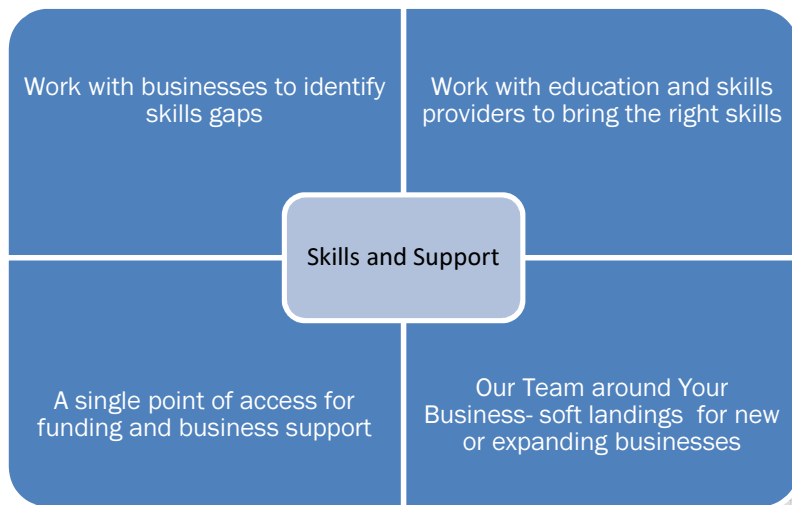 Work with businesses to identify
skills gaps
Work with education and skills
providers to bring the right skills
Skills and Support
A single point of access for
funding and business support
Our Team around Your
Business- soft landings for new
or expanding businesses